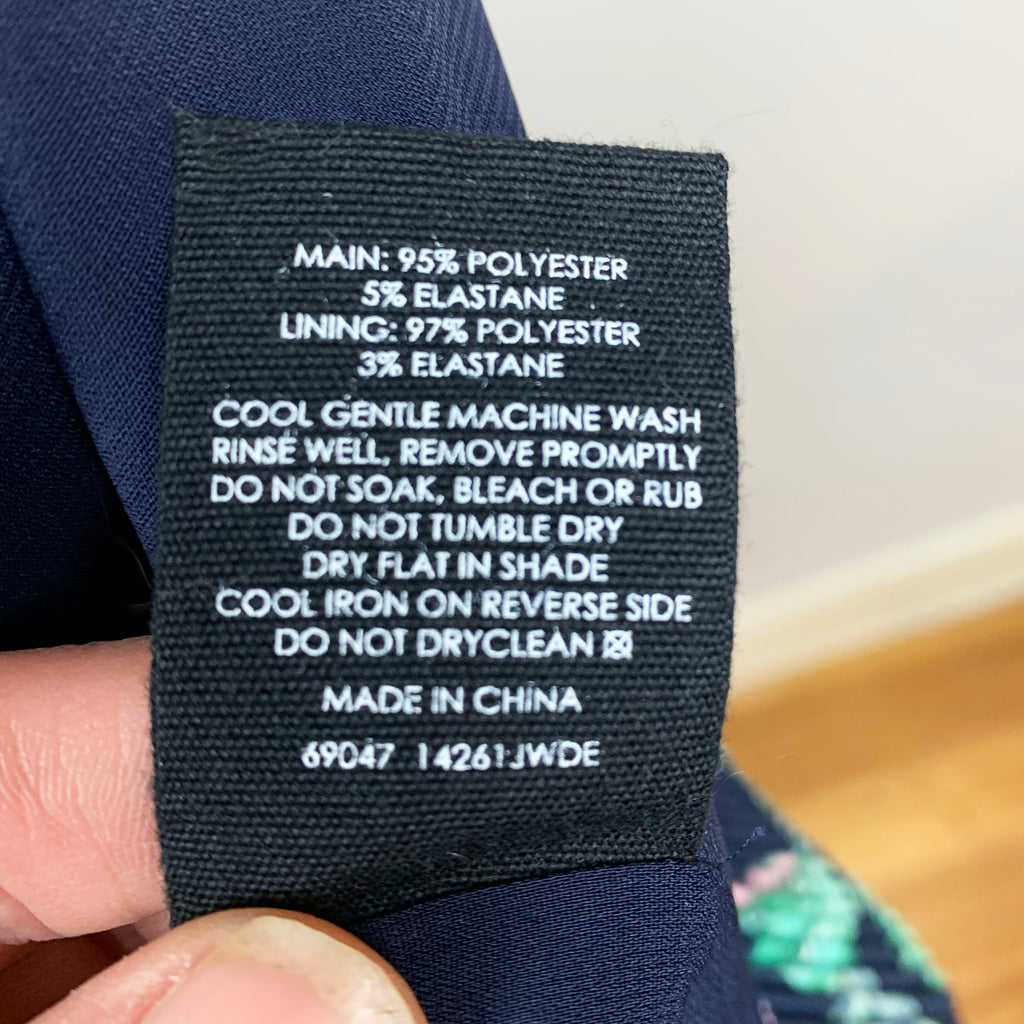 MAIN: 95% POLYESTER
5% ELASTANE
LINING: 97% POLYESTER
3% ELASTANE
COOL GENTLE MACHINE WASH
RINSE WELL, REMOVE PROMPTLY
DO NOT SOAK, BLEACH OR RUB
DO NOT TUMBLE DRY
DRY FLAT IN SHADE
COOL IRON ON REVERSE SIDE
DO NOT DRYCLEAN
MADE IN CHINA
69047 14261JWDE